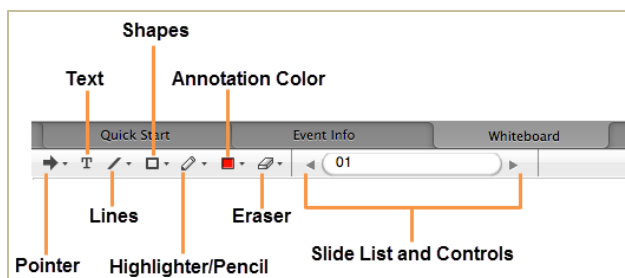 Shapes
Text
Annotation Color
Quick Start
Event Info
Whiteboard
T
01
Lines
Eraser
Pointer
Highlighter/Pencil
Slide List and Controls